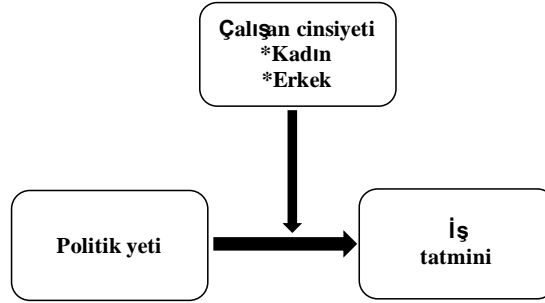 Çalışan cinsiyeti
*Kadın
*Erkek
Politik yeti
İş
tatmini